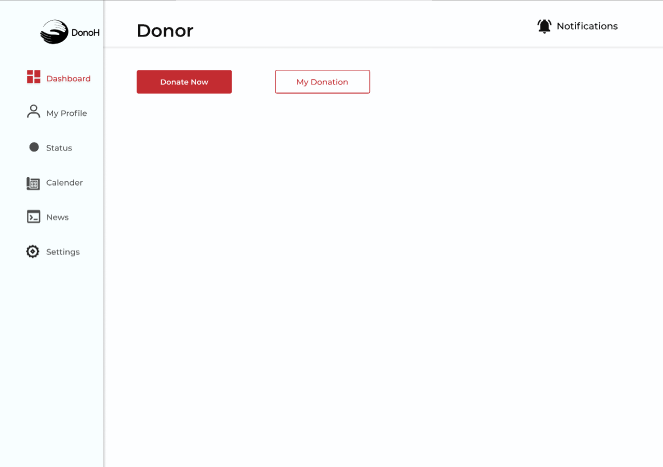 DonoH
Donor
Notifications
Dashboard
Donate Now
My Donation
My Profile
Status
Calender
News
Settings